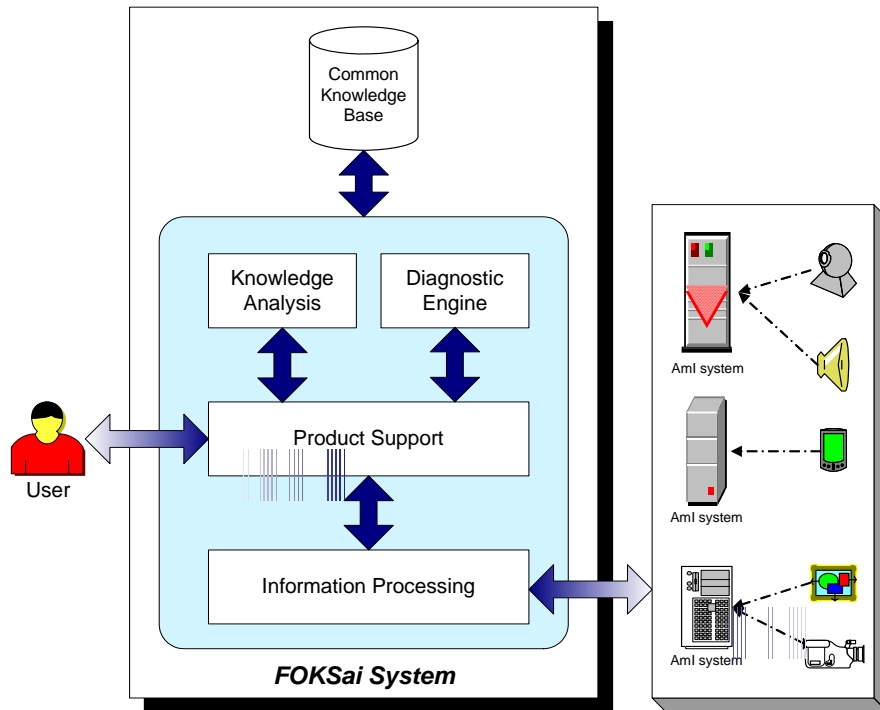 Common
Knowledge
Base
Knowledge
Analysis
Diagnostic
Engine
Product Support
Information Processing
FOKSai System
User
AmI system
AmI system
AmI system